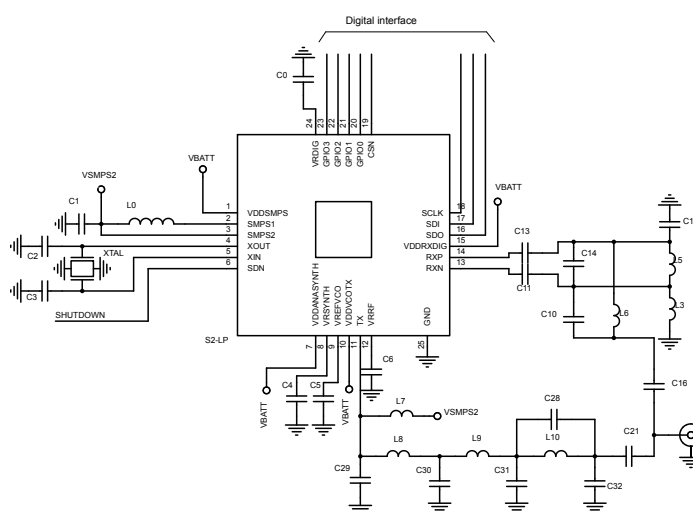 Digital interface
C0
24
23
22
21
20
19
VRDIG
GPIO3
GPIO2
GPIO1
GPIO0
CSN
VBATT
VSMPS2
C1
L0
1
2
3
4
5
6
VDDSMPS
SMPS1
SMPS2
XOUT
XIN
SDN
C2
XTAL
C3
SHUTDOWN
SCLK
SDI
SDO
VDDRXDIG
RXP
RXN
18
17
16
15
14
13
VBATT
C13
C11
C14
C1
L5
C10
L6
L3
S2-LP
VDDANASYNTH
VRSYNTH
VREFVCO
VDDVCOTX
TX
VRRF
GND
7
8
9
10
11
12
25
VBATT
C4
C5
VBATT
C6
L7
VSMPS2
C16
C28
L8
L9
L10
C21
C29
C30
C31
C32